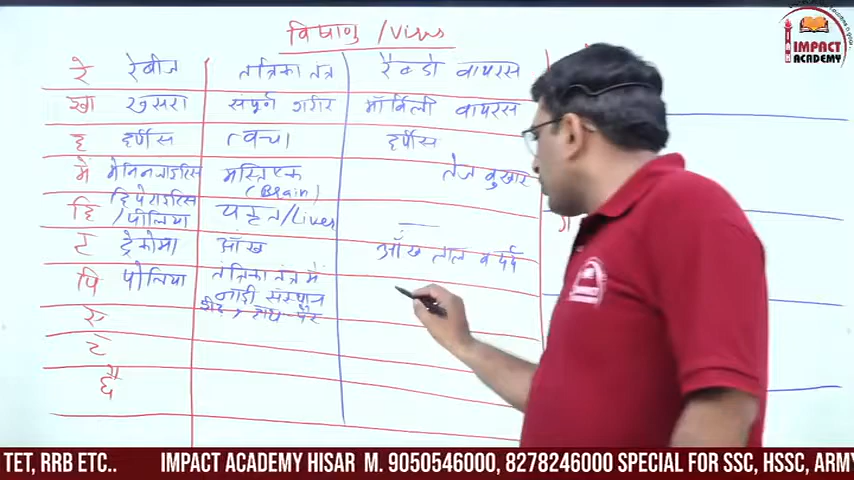 विषाणु / Virus
रे रेबीज तंत्रिका तंत्र रैब्डो वायरस
खा खसरा संपूर्ण शरीर मॉर्बिली वायरस
ह हर्पीस त्वचा हर्पीस
में मेनिनजाइटिस मस्तिष्क (Brain) तेज बुखार
हि हिपेटाइटिस / पीलिया यकृत / Liver
ट ट्रेकोमा आँख आँख लाल व दर्द
पि पोलिया तंत्रिका तंत्र में नाड़ी संस्थान
हाथ-पैर
IMPACT
ACADEMY
TET, RRB ETC.. IMPACT ACADEMY HISAR M. 9050546000, 8278246000 SPECIAL FOR SSC, HSSC, ARMY